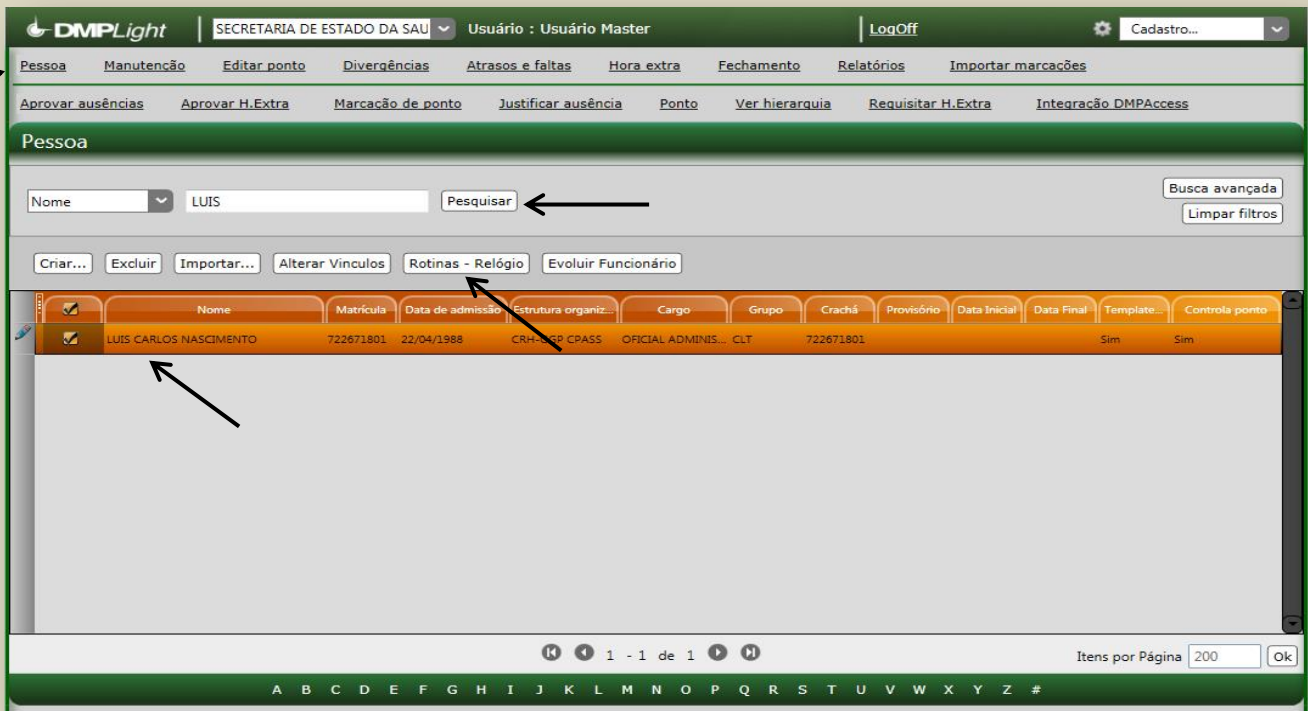 DMPLight SECRETARIA DE ESTADO DA SAU Usuário : Usuário Master LogOff Cadastro...
Pessoa Manutenção Editar ponto Divergências Atrasos e faltas Hora extra Fechamento Relatórios Importar marcações
Aprovar ausências Aprovar H.Extra Marcação de ponto Justificar ausência Ponto Ver hierarquia Requisitar H.Extra Integração DMPAccess
Pessoa
Busca avançada
Nome LUIS Pesquisar
Limpar filtros
Criar... Excluir Importar... Alterar Vinculos Rotinas - Relógio Evoluir Funcionário
Nome Matrícula Data de admissão Estrutura organiz... Cargo Grupo Crachá Provisório Data Inicial Data Final Template... Controla ponto
LUIS CARLOS NASCIMENTO 722671801 22/04/1988 CPASS OFICIAL ADMINIS... CLT 722671801 Sim Sim
1 - 1 de 1 Itens por Página 200 Ok
A B C D E F G H I J K L M N O P Q R S T U V W X Y Z #